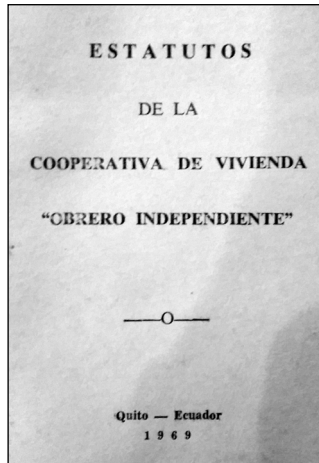 ESTATUTOS
DE LA
COOPERATIVA DE VIVIENDA
"OBRERO INDEPENDIENTE"
——O——
Quito — Ecuador
1969